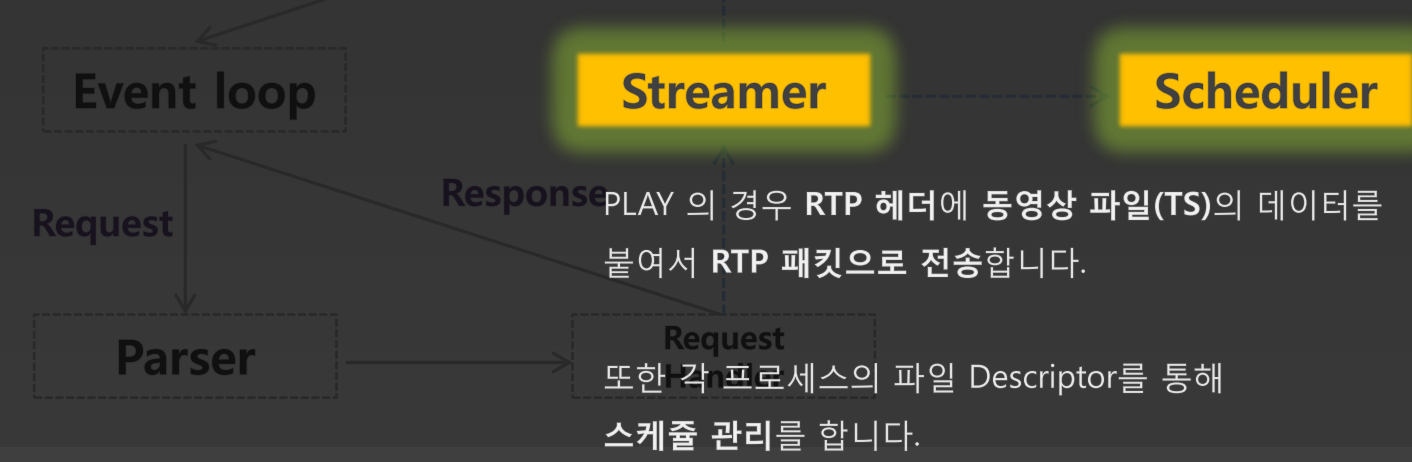 Event loop
Streamer
Scheduler
Response
Request
PLAY 의 경우 RTP 헤더에 동영상 파일(TS)의 데이터를
붙여서 RTP 패킷으로 전송합니다.
Parser
Request
Handler
또한 각 프로세스의 파일 Descriptor를 통해
스케쥴 관리를 합니다.